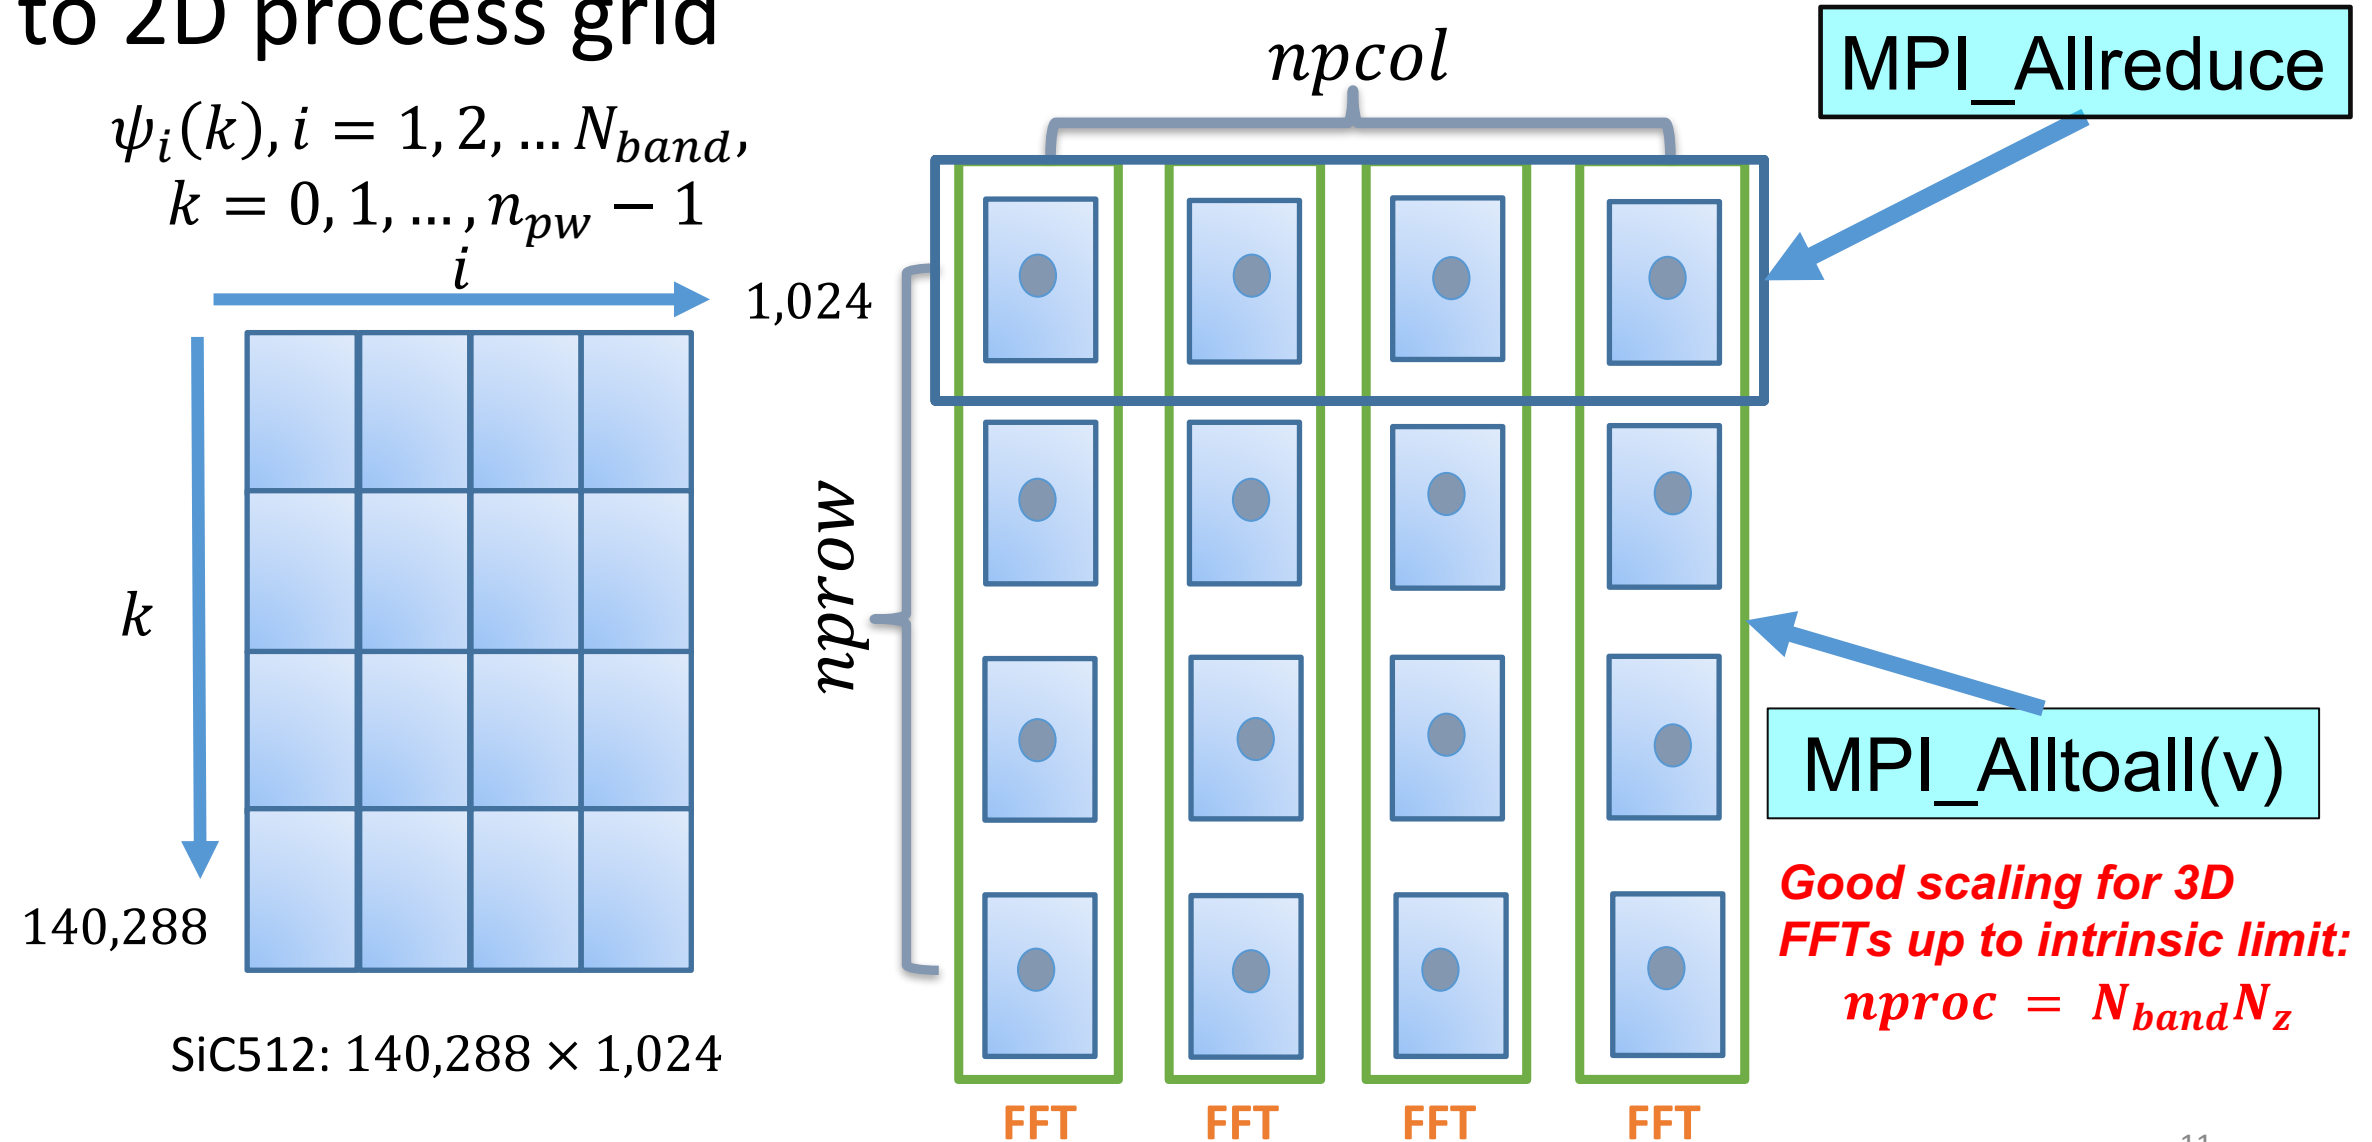 to 2D process grid
ψ_i(k), i = 1, 2, … N_band,
k = 0, 1, … , n_pw − 1
i
1,024
k
140,288
SiC512: 140,288 × 1,024
npcol
nprow
MPI_Allreduce
MPI_Alltoall(v)
Good scaling for 3D
FFTs up to intrinsic limit:
nproc = N_band N_z
FFT FFT FFT FFT
11